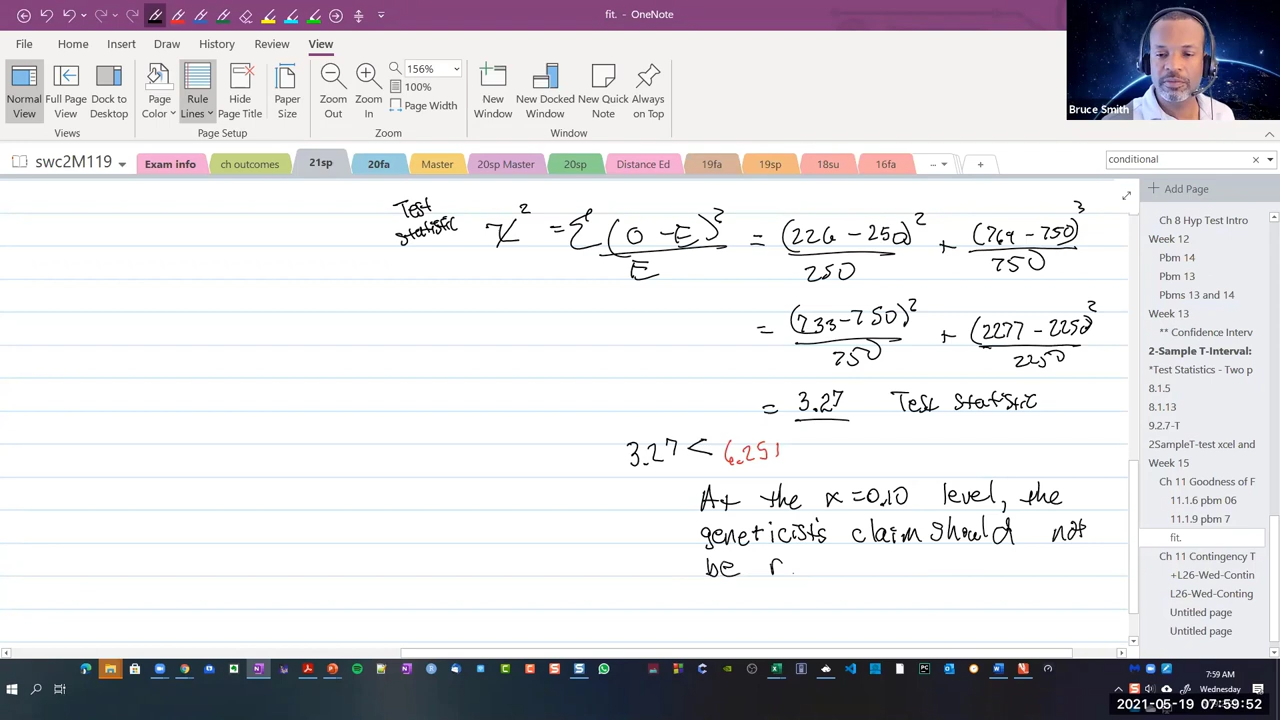 fit. - OneNote
File Home Insert Draw History Review View
Normal View
Full Page View
Dock to Desktop
Views
Page Color
Rule Lines
Hide Page Title
Paper Size
Page Setup
Zoom Out
Zoom In
156%
100%
Page Width
Zoom
New Window
New Docked Window
New Quick Note
Always on Top
Window
Bruce Smith
swc2M119
Exam info ch outcomes 21sp 20fa Master 20sp Master 20sp Distance Ed 19fa 19sp 18su 16fa ...
conditional
Test statistic χ² = Σ (O - E)² / E = (226 - 250)² / 250 + (769 - 750)³ / 750
= (733 - 750)² / 750 + (2277 - 2250)² / 2250
= 3.27 Test statistic
3.27 < 6.251
At the α = 0.10 level, the
geneticist's claim should not
be r
Add Page
Ch 8 Hyp Test Intro
Week 12
Pbm 14
Pbm 13
Pbms 13 and 14
Week 13
** Confidence Interv
2-Sample T-Interval:
*Test Statistics - Two p
8.1.5
8.1.13
9.2.7-T
2SampleT-test xcel and
Week 15
Ch 11 Goodness of F
11.1.6 pbm 06
11.1.9 pbm 7
fit.
Ch 11 Contingency T
+L26-Wed-Contin
L26-Wed-Conting
Untitled page
Untitled page
7:59 AM
Wednesday
2021-05-19 07:59:52